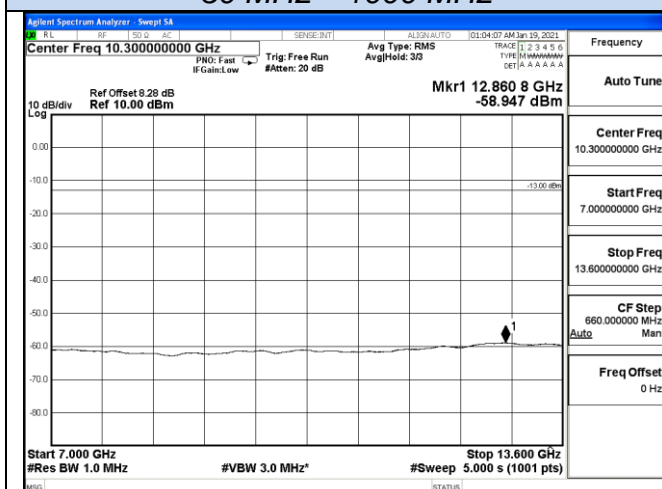 Agilent Spectrum Analyzer - Swept SA
RL RF 50 Ω AC SENSE:INT ALIGN AUTO 01:04:07 AM Jan 19, 2021
Center Freq 10.300000000 GHz
PNO: Fast
IFGain:Low
Trig: Free Run
#Atten: 20 dB
Avg Type: RMS
Avg|Hold: 3/3
TRACE 1 2 3 4 5 6
TYPE M
DET A A A A A A
Mkr1 12.860 8 GHz
-58.947 dBm
Ref Offset 8.28 dB
10 dB/div Ref 10.00 dBm
Log
0.00
-10.0
-13.00 dBm
-20.0
-30.0
-40.0
-50.0
1
-60.0
-70.0
-80.0
Start 7.000 GHz Stop 13.600 GHz
#Res BW 1.0 MHz #VBW 3.0 MHz* #Sweep 5.000 s (1001 pts)
MSG STATUS
Frequency
Auto Tune
Center Freq
10.300000000 GHz
Start Freq
7.000000000 GHz
Stop Freq
13.600000000 GHz
CF Step
660.000000 MHz
Auto Man
Freq Offset
0 Hz